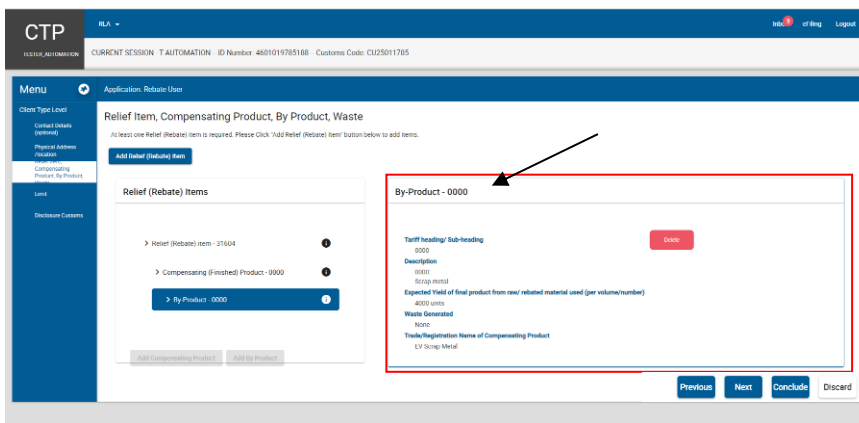 CTP
TESTER_AUTOMATION
RLA
Inbox 9 eFiling Logout
CURRENT SESSION T AUTOMATION - ID Number: 4601019785188 - Customs Code: CU25011785
Menu
Application: Rebate User
Client Type Level
Contact Details (optional)
Physical Address /location
Compensating Product, By Product,
Limit
Disclosure Customs
Relief Item, Compensating Product, By Product, Waste
At least one Relief (Rebate) item is required. Please Click "Add Relief (Rebate) Item" button below to add items.
Add Relief (Rebate) Item
Relief (Rebate) Items
Relief (Rebate) item - 31604
Compensating (Finished) Product - 0000
By-Product - 0000
Add Compensating Product Add By Product
By-Product - 0000
Tariff heading/ Sub-heading
0000
Delete
Description
0000
Scrap metal
Expected Yield of final product from raw/ rebated material used (per volume/number)
4000 units
Waste Generated
None
Trade/Registration Name of Compensating Product
EV Scrap Metal
Previous Next Conclude Discard